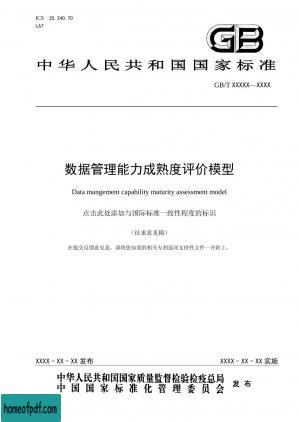 ICS 35.240.70
L67
GB
中华人民共和国国家标准
GB/T XXXXX—XXXX
数据管理能力成熟度评价模型
Data mangement capability maturity assessment model
点击此处添加与国际标准一致性程度的标识
（征求意见稿）
在提交反馈意见时，请将您知道的相关专利连同支持性文件一并附上。
XXXX-XX-XX 发布
XXXX-XX-XX 实施
中华人民共和国国家质量监督检验检疫总局
中国国家标准化管理委员会
发布
homeofpdf.com
homeofpdf.com